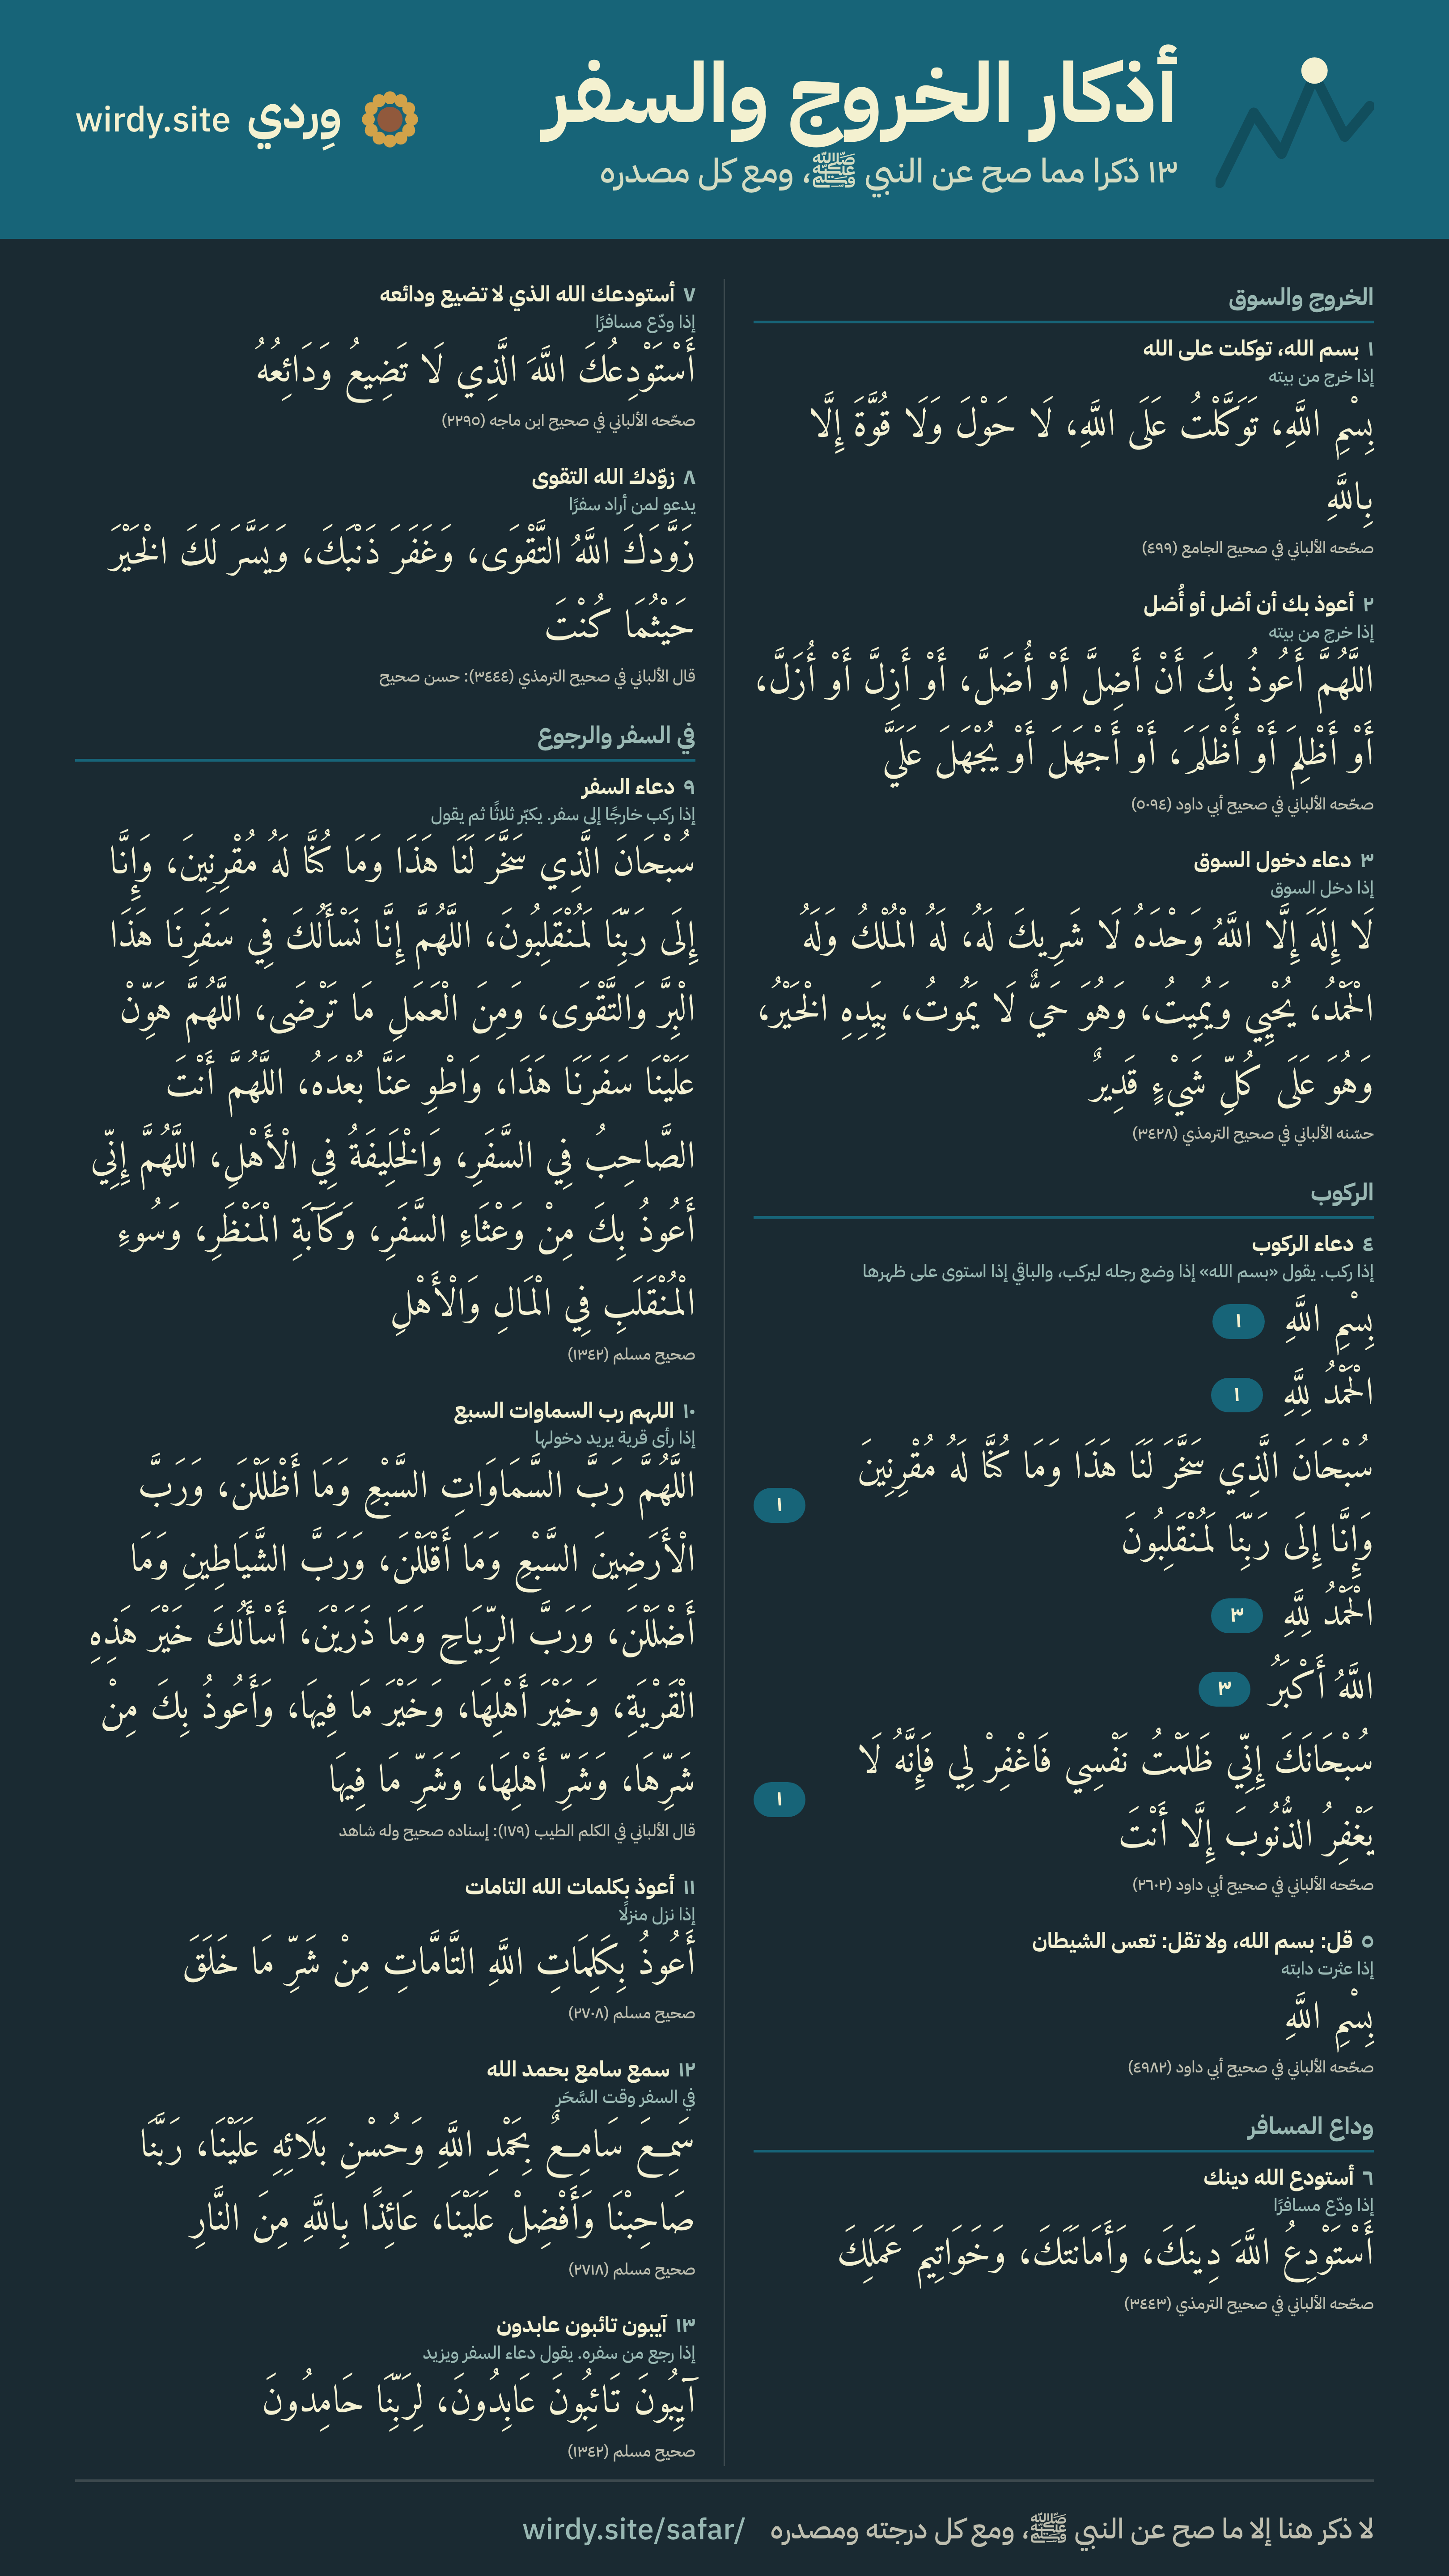 أذكار الخروج والسفر
١٣ ذكرا مما صح عن النبي ﷺ، ومع كل مصدره
وِردي wirdy.site
الخروج والسوق
١ بسم الله، توكلت على الله
إذا خرج من بيته
بِسْمِ اللَّهِ، تَوَكَّلْتُ عَلَى اللَّهِ، لَا حَوْلَ وَلَا قُوَّةَ إِلَّا
بِاللَّهِ
صحّحه الألباني في صحيح الجامع (٤٩٩)
٢ أعوذ بك أن أضل أو أُضل
إذا خرج من بيته
اللَّهُمَّ أَعُوذُ بِكَ أَنْ أَضِلَّ أَوْ أُضَلَّ، أَوْ أَزِلَّ أَوْ أُزَلَّ،
أَوْ أَظْلِمَ أَوْ أُظْلَمَ، أَوْ أَجْهَلَ أَوْ يُجْهَلَ عَلَيَّ
صحّحه الألباني في صحيح أبي داود (٥٠٩٤)
٣ دعاء دخول السوق
إذا دخل السوق
لَا إِلَهَ إِلَّا اللَّهُ وَحْدَهُ لَا شَرِيكَ لَهُ، لَهُ الْمُلْكُ وَلَهُ
الْحَمْدُ، يُحْيِي وَيُمِيتُ، وَهُوَ حَيٌّ لَا يَمُوتُ، بِيَدِهِ الْخَيْرُ،
وَهُوَ عَلَى كُلِّ شَيْءٍ قَدِيرٌ
حسّنه الألباني في صحيح الترمذي (٣٤٢٨)
الركوب
٤ دعاء الركوب
إذا ركب. يقول «بسم الله» إذا وضع رجله ليركب، والباقي إذا استوى على ظهرها
بِسْمِ اللَّهِ ١
الْحَمْدُ لِلَّهِ ١
سُبْحَانَ الَّذِي سَخَّرَ لَنَا هَذَا وَمَا كُنَّا لَهُ مُقْرِنِينَ
وَإِنَّا إِلَى رَبِّنَا لَمُنْقَلِبُونَ ١
الْحَمْدُ لِلَّهِ ٣
اللَّهُ أَكْبَرُ ٣
سُبْحَانَكَ إِنِّي ظَلَمْتُ نَفْسِي فَاغْفِرْ لِي فَإِنَّهُ لَا
يَغْفِرُ الذُّنُوبَ إِلَّا أَنْتَ ١
صحّحه الألباني في صحيح أبي داود (٢٦٠٢)
٥ قل: بسم الله، ولا تقل: تعس الشيطان
إذا عثرت دابته
بِسْمِ اللَّهِ
صحّحه الألباني في صحيح أبي داود (٤٩٨٢)
وداع المسافر
٦ أستودع الله دينك
إذا ودّع مسافرًا
أَسْتَوْدِعُ اللَّهَ دِينَكَ، وَأَمَانَتَكَ، وَخَوَاتِيمَ عَمَلِكَ
صحّحه الألباني في صحيح الترمذي (٣٤٤٣)
٧ أستودعك الله الذي لا تضيع ودائعه
إذا ودّع مسافرًا
أَسْتَوْدِعُكَ اللَّهَ الَّذِي لَا تَضِيعُ وَدَائِعُهُ
صحّحه الألباني في صحيح ابن ماجه (٢٢٩٥)
٨ زوّدك الله التقوى
يدعو لمن أراد سفرًا
زَوَّدَكَ اللَّهُ التَّقْوَى، وَغَفَرَ ذَنْبَكَ، وَيَسَّرَ لَكَ الْخَيْرَ
حَيْثُمَا كُنْتَ
قال الألباني في صحيح الترمذي (٣٤٤٤): حسن صحيح
في السفر والرجوع
٩ دعاء السفر
إذا ركب خارجًا إلى سفر. يكبّر ثلاثًا ثم يقول
سُبْحَانَ الَّذِي سَخَّرَ لَنَا هَذَا وَمَا كُنَّا لَهُ مُقْرِنِينَ، وَإِنَّا
إِلَى رَبِّنَا لَمُنْقَلِبُونَ، اللَّهُمَّ إِنَّا نَسْأَلُكَ فِي سَفَرِنَا هَذَا
الْبِرَّ وَالتَّقْوَى، وَمِنَ الْعَمَلِ مَا تَرْضَى، اللَّهُمَّ هَوِّنْ
عَلَيْنَا سَفَرَنَا هَذَا، وَاطْوِ عَنَّا بُعْدَهُ، اللَّهُمَّ أَنْتَ
الصَّاحِبُ فِي السَّفَرِ، وَالْخَلِيفَةُ فِي الْأَهْلِ، اللَّهُمَّ إِنِّي
أَعُوذُ بِكَ مِنْ وَعْثَاءِ السَّفَرِ، وَكَآبَةِ الْمَنْظَرِ، وَسُوءِ
الْمُنْقَلَبِ فِي الْمَالِ وَالْأَهْلِ
صحيح مسلم (١٣٤٢)
١٠ اللهم رب السماوات السبع
إذا رأى قرية يريد دخولها
اللَّهُمَّ رَبَّ السَّمَاوَاتِ السَّبْعِ وَمَا أَظْلَلْنَ، وَرَبَّ
الْأَرَضِينَ السَّبْعِ وَمَا أَقْلَلْنَ، وَرَبَّ الشَّيَاطِينِ وَمَا
أَضْلَلْنَ، وَرَبَّ الرِّيَاحِ وَمَا ذَرَيْنَ، أَسْأَلُكَ خَيْرَ هَذِهِ
الْقَرْيَةِ، وَخَيْرَ أَهْلِهَا، وَخَيْرَ مَا فِيهَا، وَأَعُوذُ بِكَ مِنْ
شَرِّهَا، وَشَرِّ أَهْلِهَا، وَشَرِّ مَا فِيهَا
قال الألباني في الكلم الطيب (١٧٩): إسناده صحيح وله شاهد
١١ أعوذ بكلمات الله التامات
إذا نزل منزلًا
أَعُوذُ بِكَلِمَاتِ اللَّهِ التَّامَّاتِ مِنْ شَرِّ مَا خَلَقَ
صحيح مسلم (٢٧٠٨)
١٢ سمع سامع بحمد الله
في السفر وقت السَّحَر
سَمِعَ سَامِعٌ بِحَمْدِ اللَّهِ وَحُسْنِ بَلَائِهِ عَلَيْنَا، رَبَّنَا
صَاحِبْنَا وَأَفْضِلْ عَلَيْنَا، عَائِذًا بِاللَّهِ مِنَ النَّارِ
صحيح مسلم (٢٧١٨)
١٣ آيبون تائبون عابدون
إذا رجع من سفره. يقول دعاء السفر ويزيد
آيِبُونَ تَائِبُونَ عَابِدُونَ، لِرَبِّنَا حَامِدُونَ
صحيح مسلم (١٣٤٢)
لا ذكر هنا إلا ما صح عن النبي ﷺ، ومع كل درجته ومصدره wirdy.site/safar/